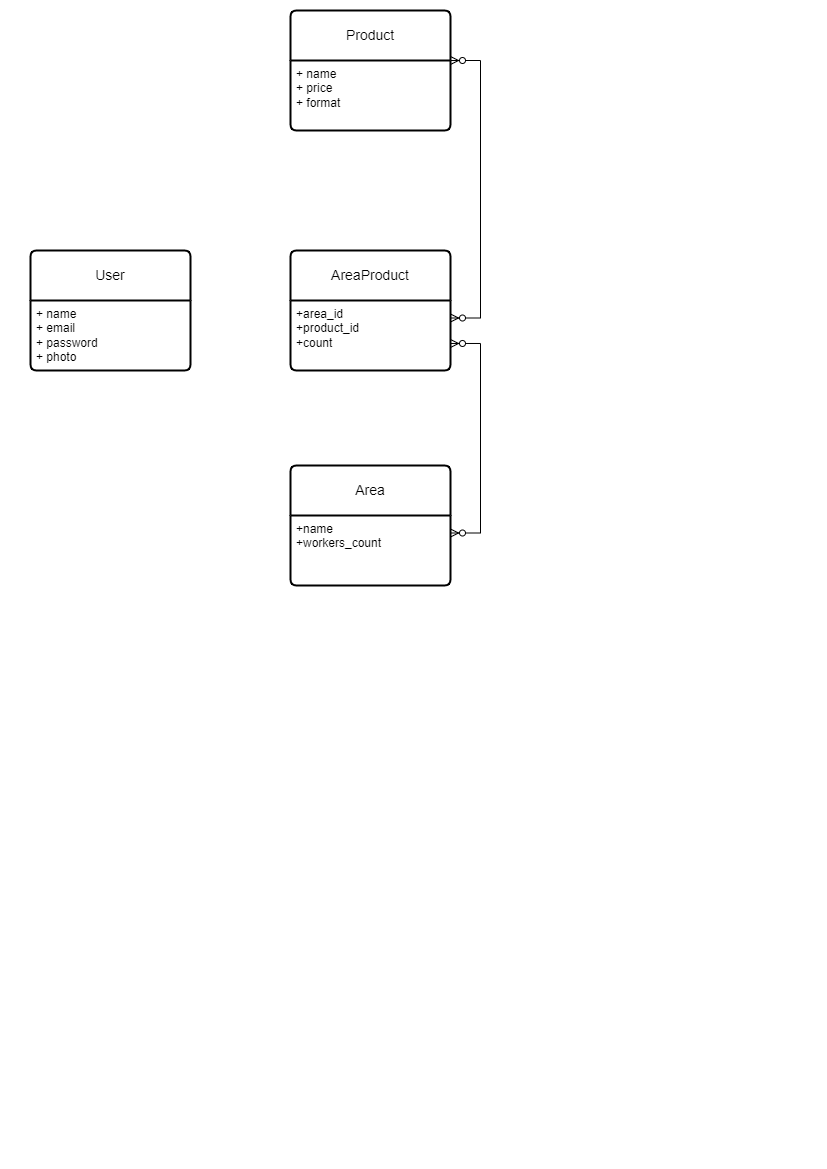 Product
+ name
+ price
+ format
User
+ name
+ email
+ password
+ photo
AreaProduct
+area_id
+product_id
+count
Area
+name
+workers_count